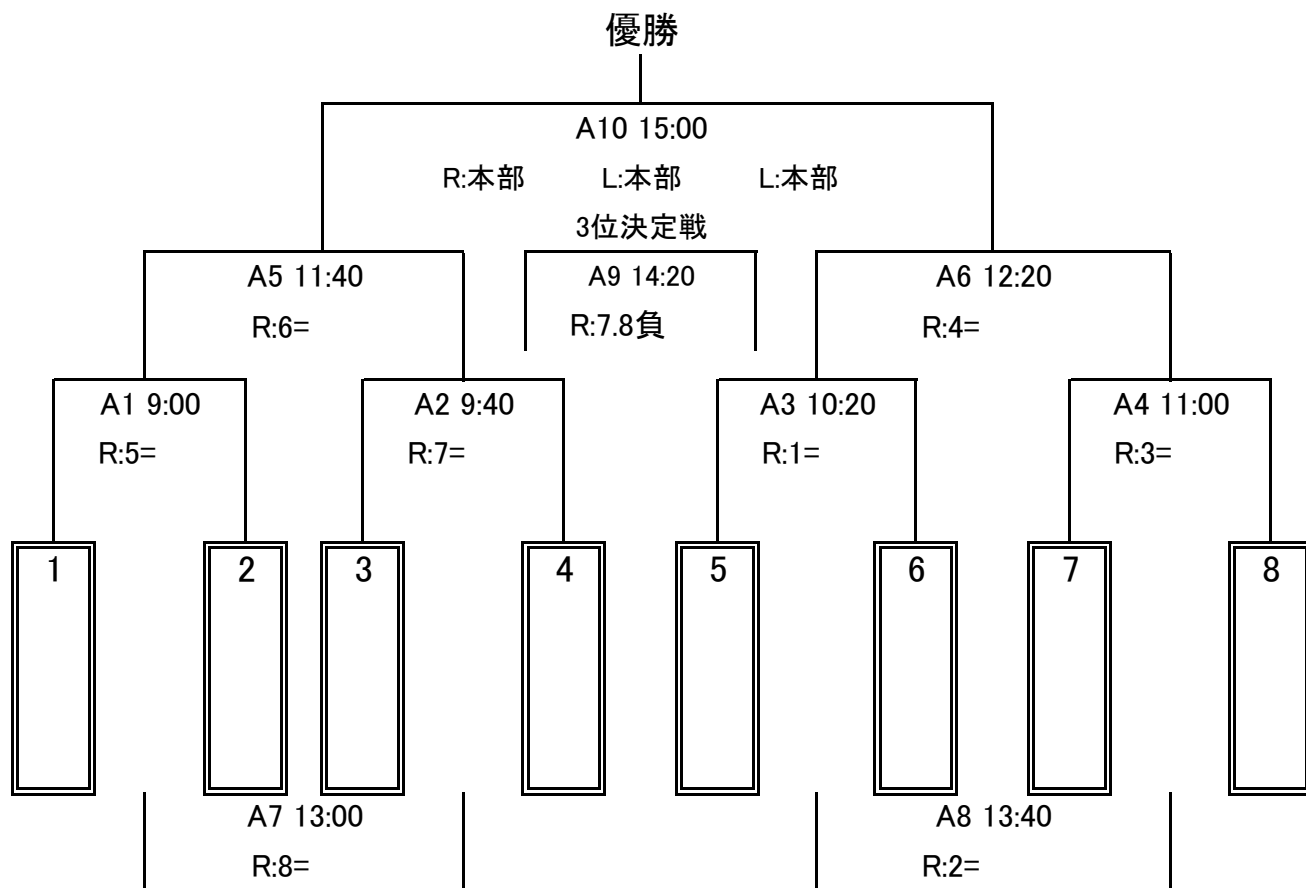 優勝
A10 15:00
R:本部 L:本部 L:本部
3位決定戦
A5 11:40
A9 14:20
A6 12:20
R:6=
R:7.8負
R:4=
A1 9:00
A2 9:40
A3 10:20
A4 11:00
R:5=
R:7=
R:1=
R:3=
1
2
3
4
5
6
7
8
A7 13:00
A8 13:40
R:8=
R:2=